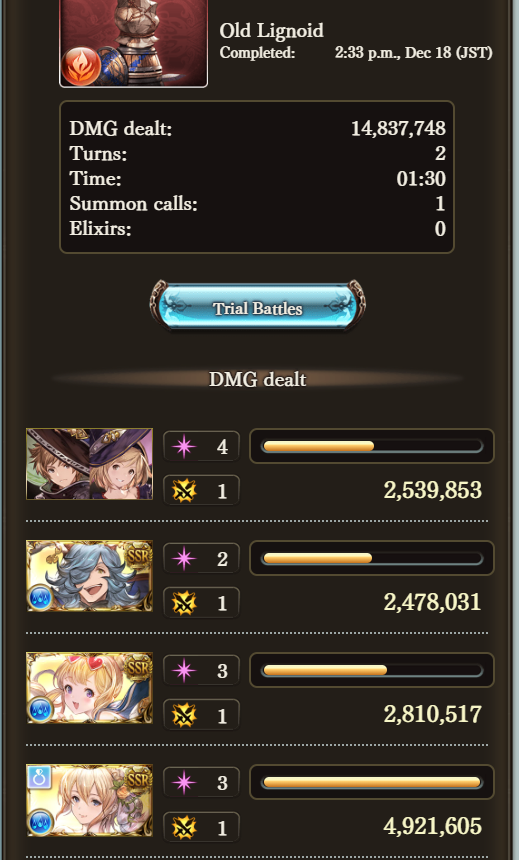 Old Lignoid
Completed: 2:33 p.m., Dec 18 (JST)
DMG dealt: 14,837,748
Turns: 2
Time: 01:30
Summon calls: 1
Elixirs: 0
Trial Battles
DMG dealt
4
1 2,539,853
SSR
2
1 2,478,031
SSR
3
1 2,810,517
SSR
3
1 4,921,605